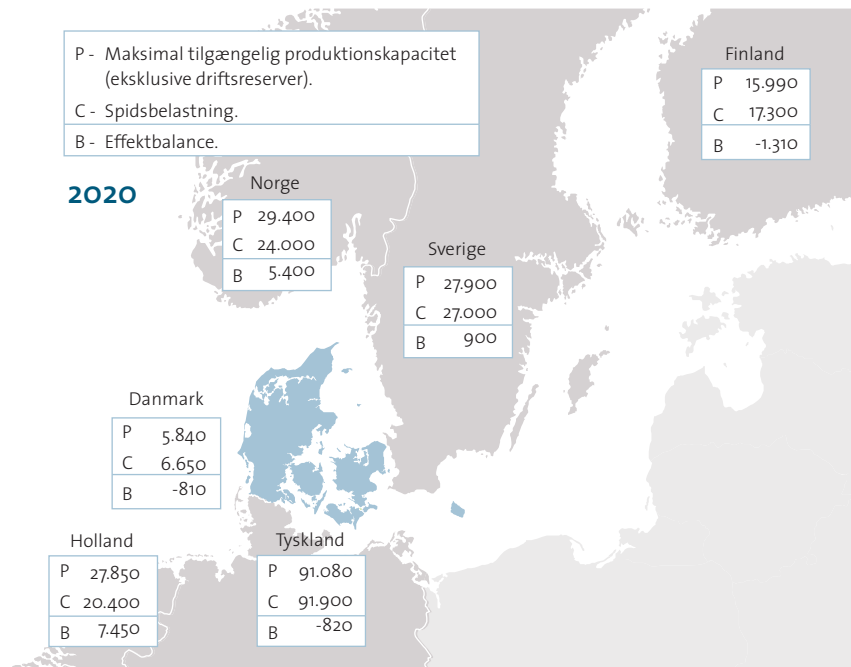 P - Maksimal tilgængelig produktionskapacitet
(eksklusive driftsreserver).
C - Spidsbelastning.
B - Effektbalance.
2020
Finland
P 15.990
C 17.300
B -1.310
Norge
P 29.400
C 24.000
B 5.400
Sverige
P 27.900
C 27.000
B 900
Danmark
P 5.840
C 6.650
B -810
Holland
P 27.850
C 20.400
B 7.450
Tyskland
P 91.080
C 91.900
B -820